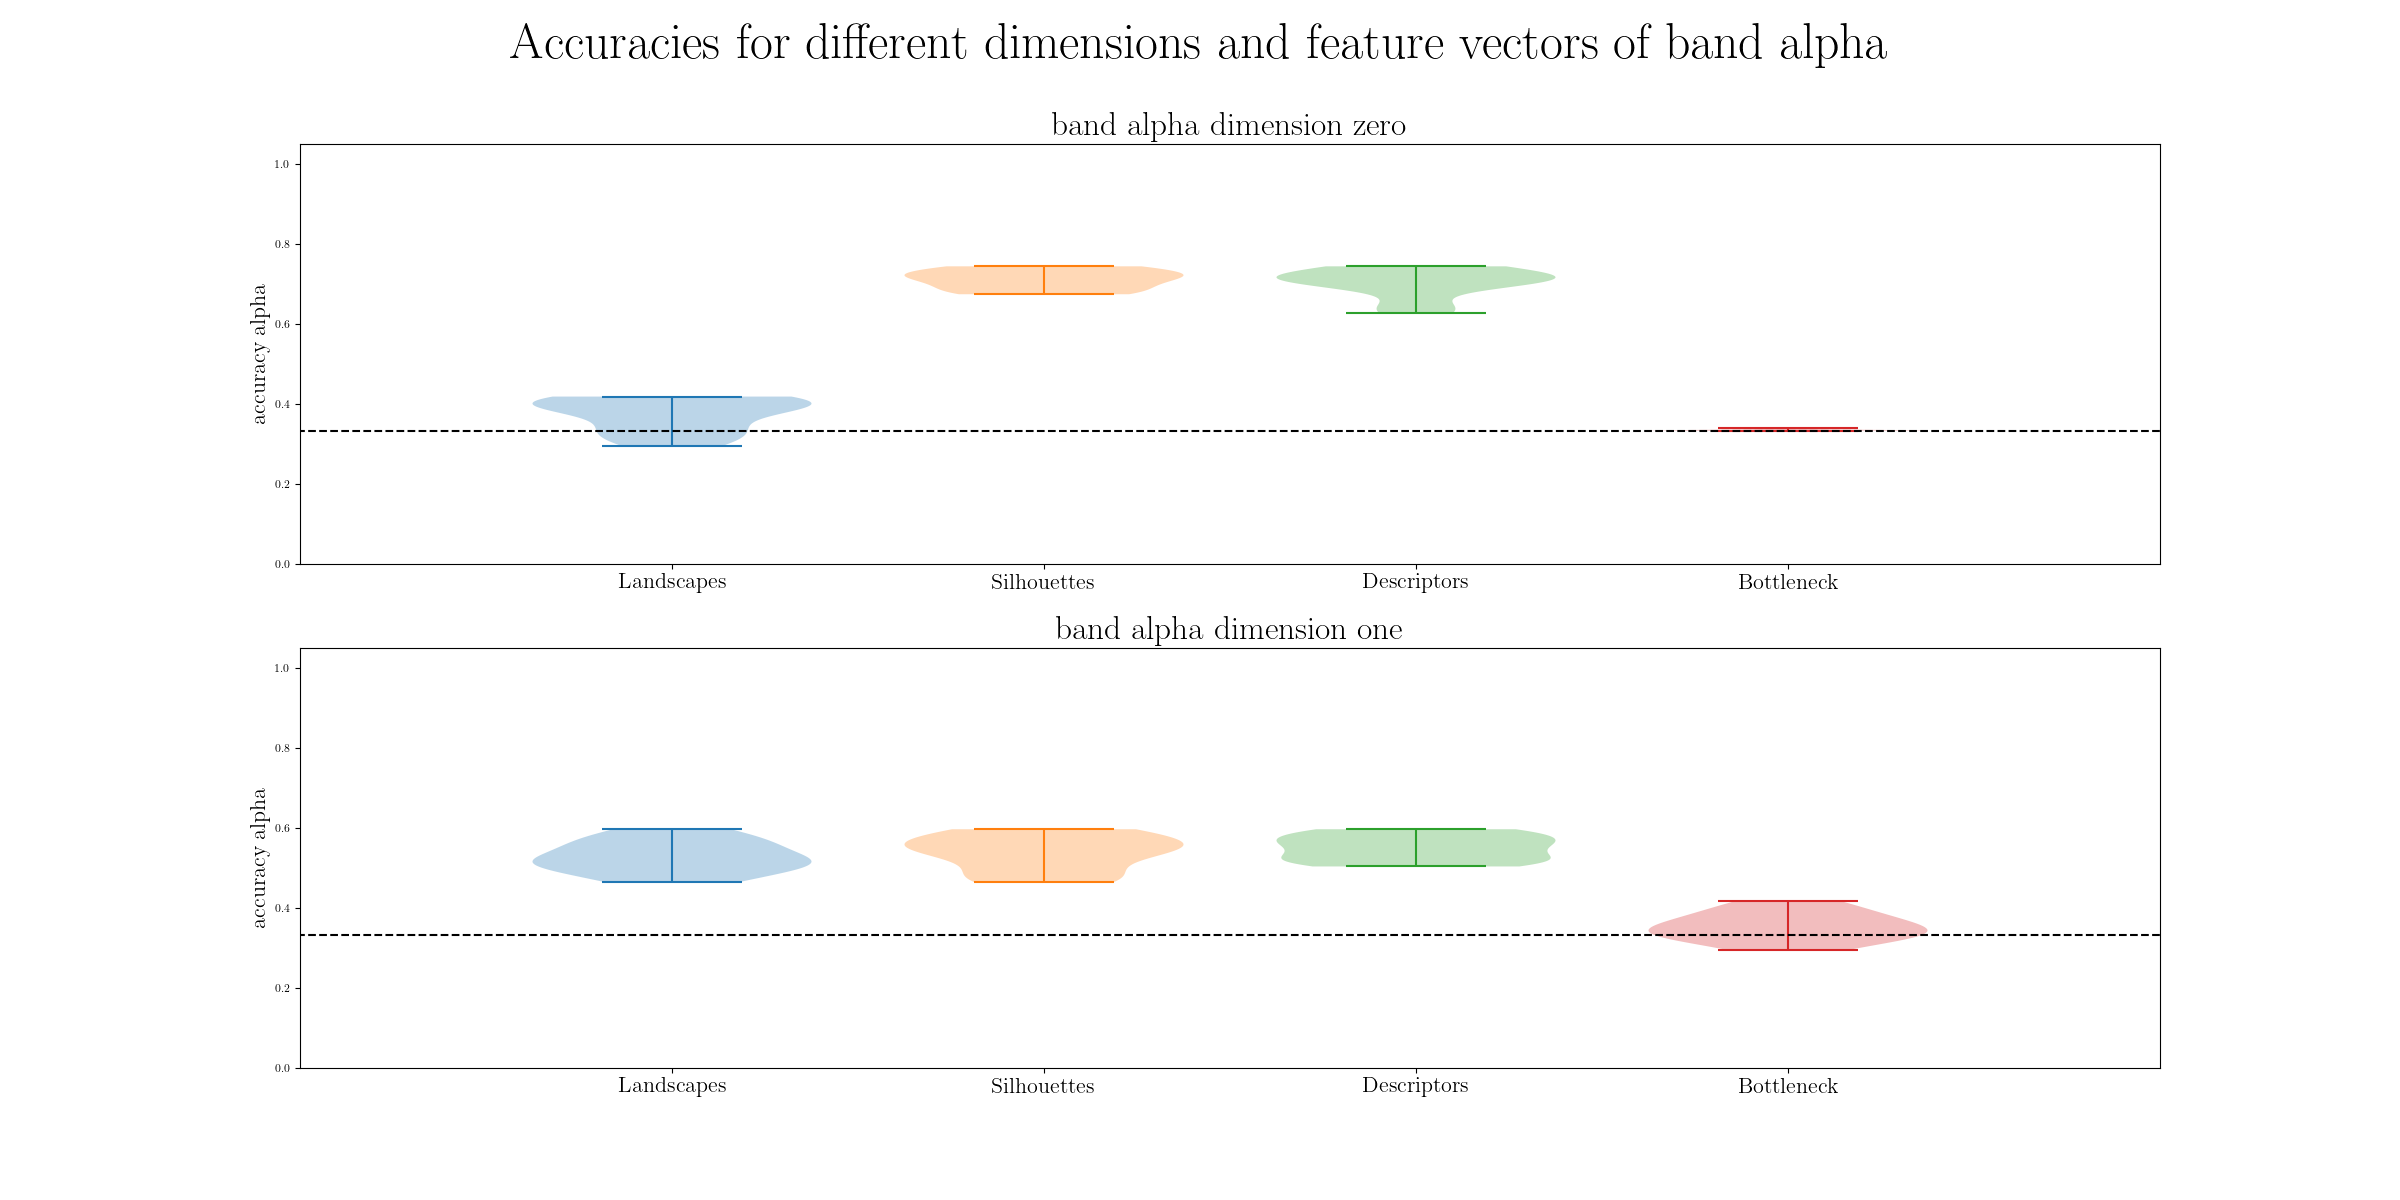 Accuracies for different dimensions and feature vectors of band alpha
band alpha dimension zero
1.0
0.8
0.6
0.4
0.2
0.0
accuracy alpha
Landscapes Silhouettes Descriptors Bottleneck
band alpha dimension one
1.0
0.8
0.6
0.4
0.2
0.0
accuracy alpha
Landscapes Silhouettes Descriptors Bottleneck